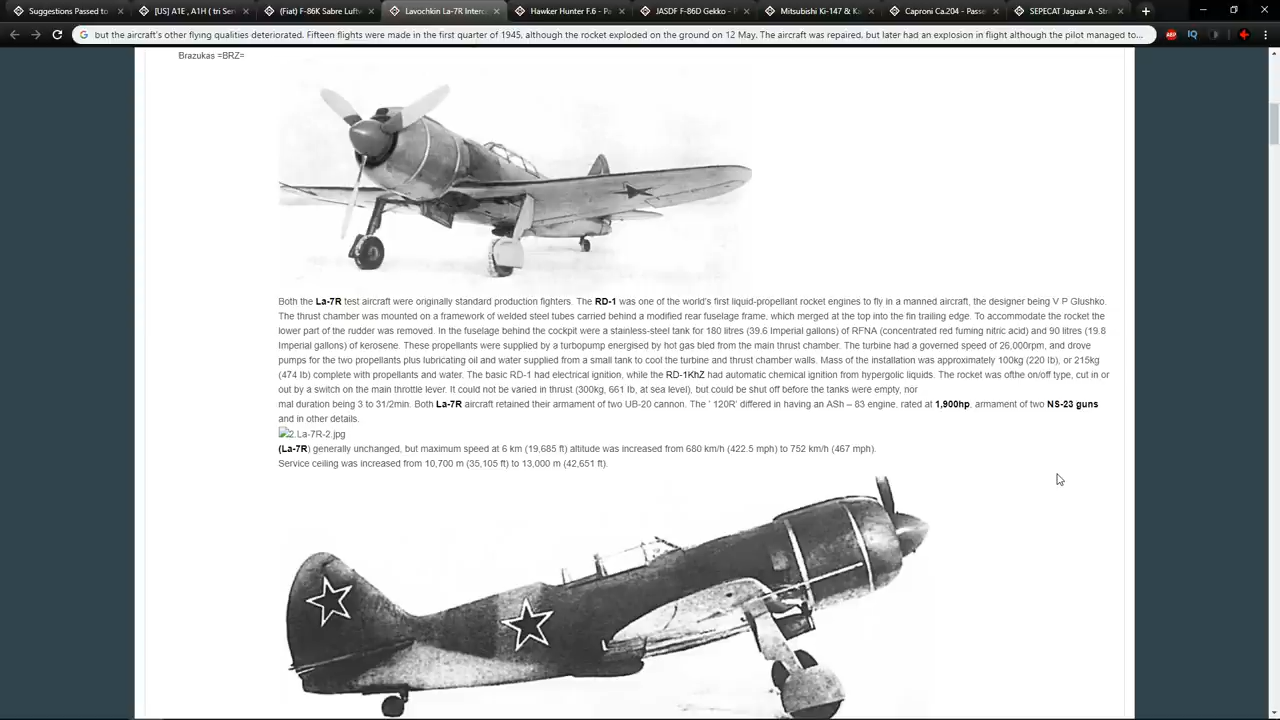 Suggestions Passed to
[US] A1E , A1H ( tri Sen
(Fiat) F-86K Sabre Lufth
Lavochkin La-7R Interc
Hawker Hunter F.6 - Pa
JASDF F-86D Gekko -
Mitsubishi Ki-147 & Ko
Caproni Ca.204 - Passe
SEPECAT Jaguar A -Stri
but the aircraft's other flying qualities deteriorated. Fifteen flights were made in the first quarter of 1945, although the rocket exploded on the ground on 12 May. The aircraft was repaired, but later had an explosion in flight although the pilot managed to...
Brazukas =BRZ=
Both the La-7R test aircraft were originally standard production fighters. The RD-1 was one of the world's first liquid-propellant rocket engines to fly in a manned aircraft, the designer being V P Glushko.
The thrust chamber was mounted on a framework of welded steel tubes carried behind a modified rear fuselage frame, which merged at the top into the fin trailing edge. To accommodate the rocket the
lower part of the rudder was removed. In the fuselage behind the cockpit were a stainless-steel tank for 180 litres (39.6 Imperial gallons) of RFNA (concentrated red fuming nitric acid) and 90 litres (19.8
Imperial gallons) of kerosene. These propellants were supplied by a turbopump energised by hot gas bled from the main thrust chamber. The turbine had a governed speed of 26,000rpm, and drove
pumps for the two propellants plus lubricating oil and water supplied from a small tank to cool the turbine and thrust chamber walls. Mass of the installation was approximately 100kg (220 lb), or 215kg
(474 lb) complete with propellants and water. The basic RD-1 had electrical ignition, while the RD-1KhZ had automatic chemical ignition from hypergolic liquids. The rocket was ofthe on/off type, cut in or
out by a switch on the main throttle lever. It could not be varied in thrust (300kg, 661 lb, at sea level), but could be shut off before the tanks were empty, nor
mal duration being 3 to 31/2min. Both La-7R aircraft retained their armament of two UB-20 cannon. The ' 120R' differed in having an ASh – 83 engine, rated at 1,900hp, armament of two NS-23 guns
and in other details.
2.La-7R-2.jpg
(La-7R) generally unchanged, but maximum speed at 6 km (19,685 ft) altitude was increased from 680 km/h (422.5 mph) to 752 km/h (467 mph).
Service ceiling was increased from 10,700 m (35,105 ft) to 13,000 m (42,651 ft).